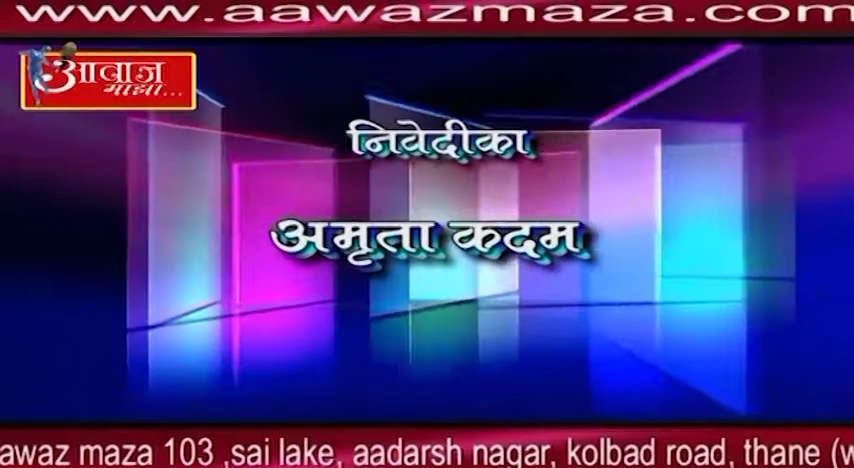 www.aawazmaza.com
आवाज
माझा...
निवेदीका
अमृता कदम
awaz maza 103 ,sai lake, aadarsh nagar, kolbad road, thane (w